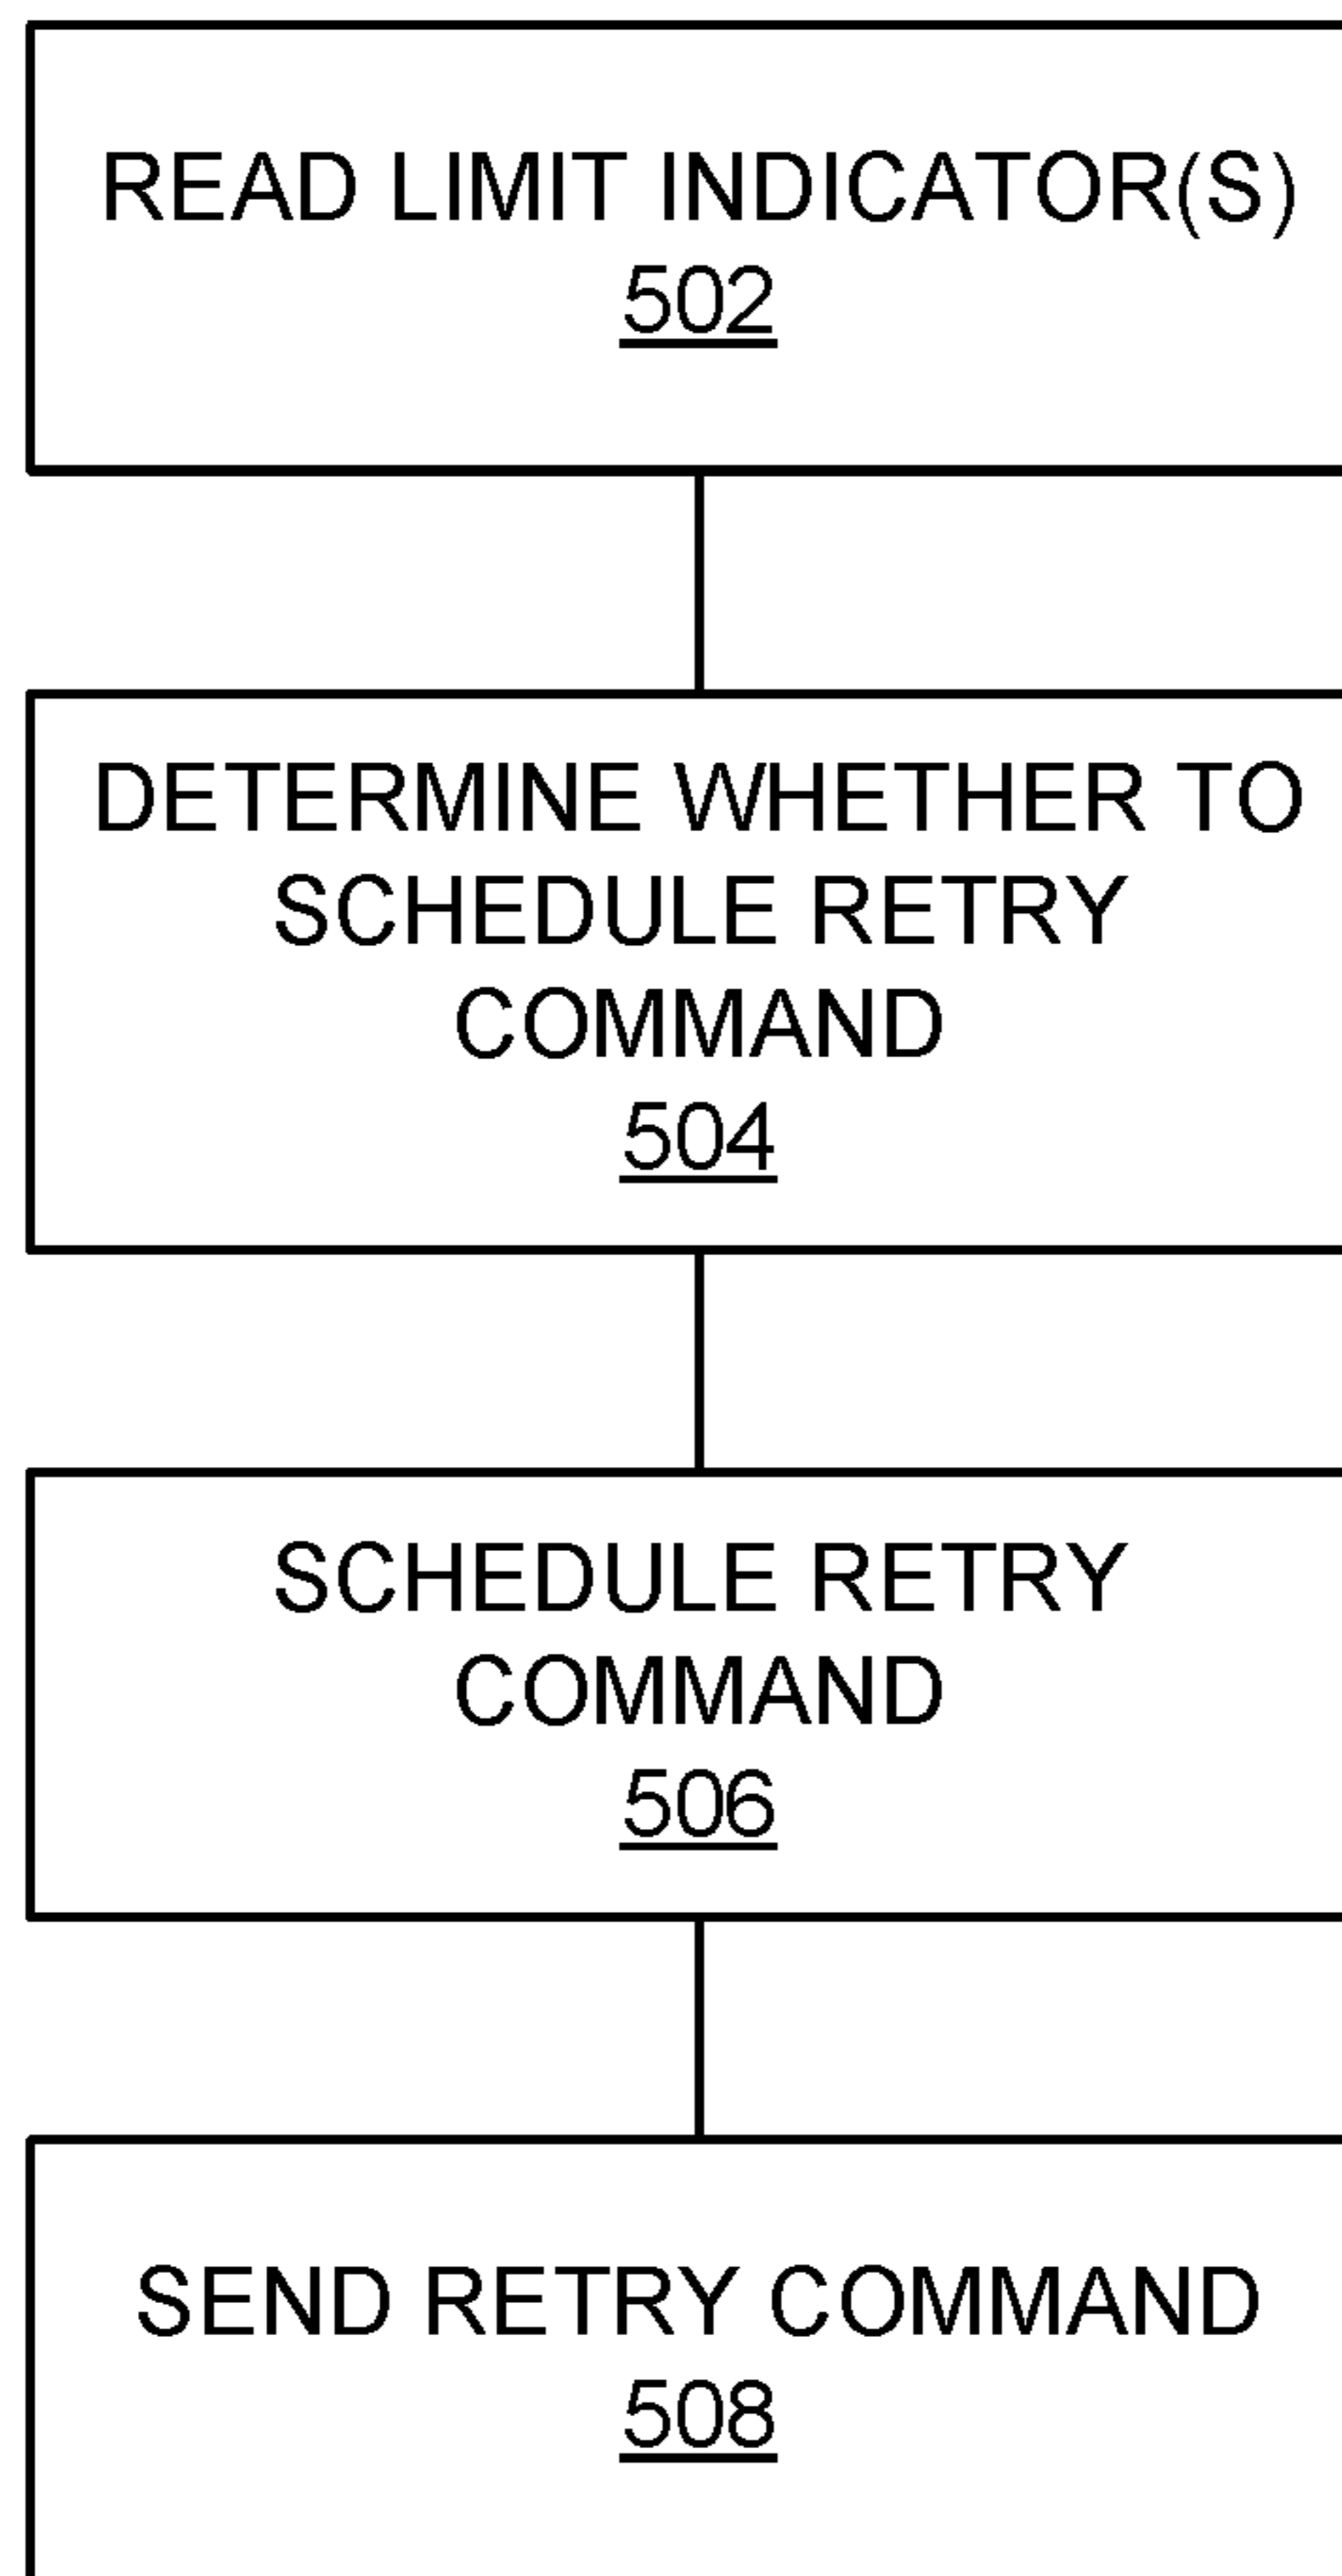 READ LIMIT INDICATOR(S)
502
DETERMINE WHETHER TO
SCHEDULE RETRY
COMMAND
504
SCHEDULE RETRY
COMMAND
506
SEND RETRY COMMAND
508